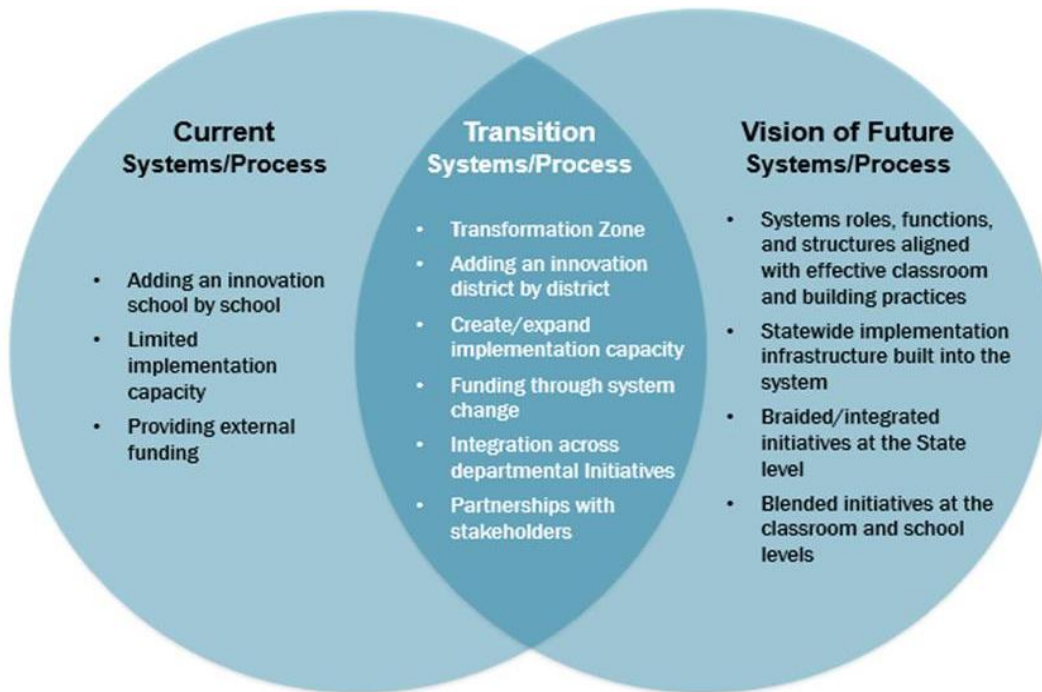 Current
Systems/Process
Adding an innovation
school by school
Limited
implementation
capacity
Providing external
funding
Transition
Systems/Process
Transformation Zone
Adding an innovation
district by district
Create/expand
implementation capacity
Funding through system
change
Integration across
departmental Initiatives
Partnerships with
stakeholders
Vision of Future
Systems/Process
Systems roles, functions,
and structures aligned
with effective classroom
and building practices
Statewide implementation
infrastructure built into the
system
Braided/integrated
initiatives at the State
level
Blended initiatives at the
classroom and school
levels